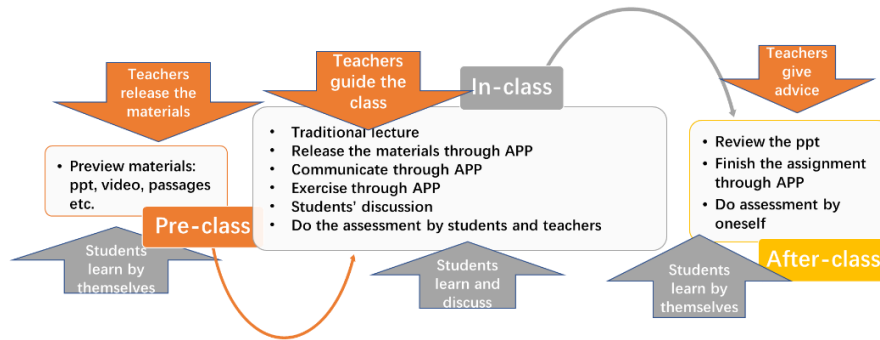 Teachers
release the
materials
• Preview materials:
ppt, video, passages
etc.
Pre-class
Students
learn by
themselves
Teachers
guide the
class
In-class
• Traditional lecture
• Release the materials through APP
• Communicate through APP
• Exercise through APP
• Students' discussion
• Do the assessment by students and teachers
Students
learn and
discuss
Teachers
give
advice
• Review the ppt
• Finish the assignment
through APP
• Do assessment by
oneself
After-class
Students
learn by
themselves